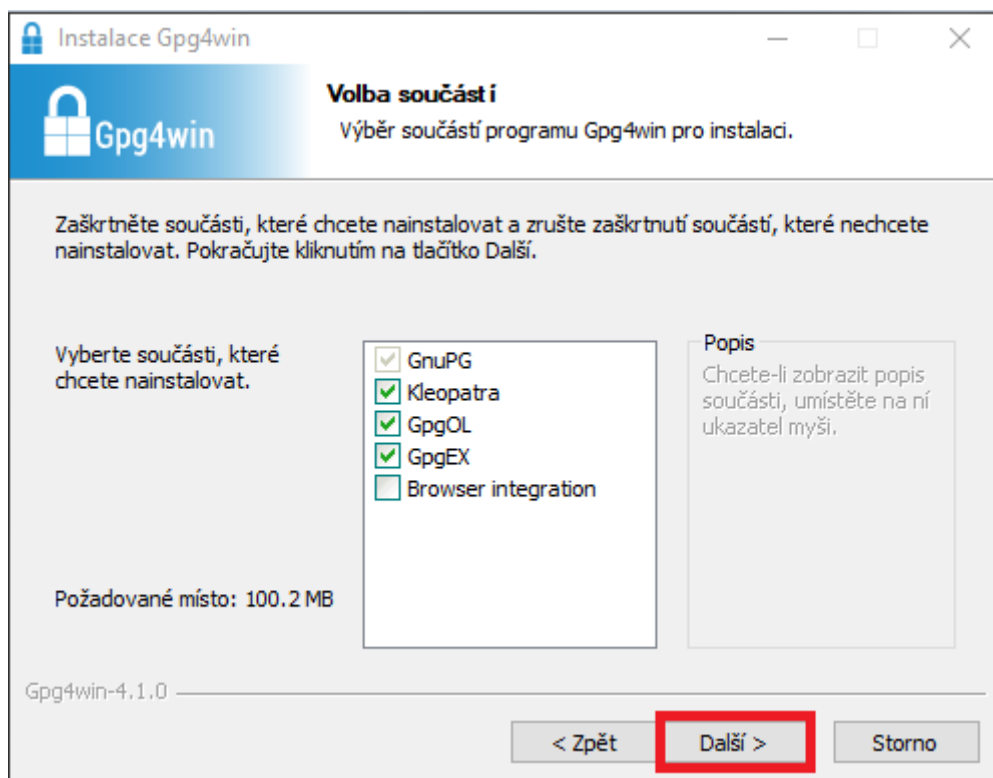 Instalace Gpg4win
Gpg4win
Volba součástí
Výběr součástí programu Gpg4win pro instalaci.
Zaškrtněte součásti, které chcete nainstalovat a zrušte zaškrtnutí součástí, které nechcete
nainstalovat. Pokračujte kliknutím na tlačítko Další.
Vyberte součásti, které
chcete nainstalovat.
GnuPG
Kleopatra
GpgOL
GpgEX
Browser integration
Popis
Chcete-li zobrazit popis
součásti, umístěte na ní
ukazatel myši.
Požadované místo: 100.2 MB
Gpg4win-4.1.0
< Zpět
Další >
Storno